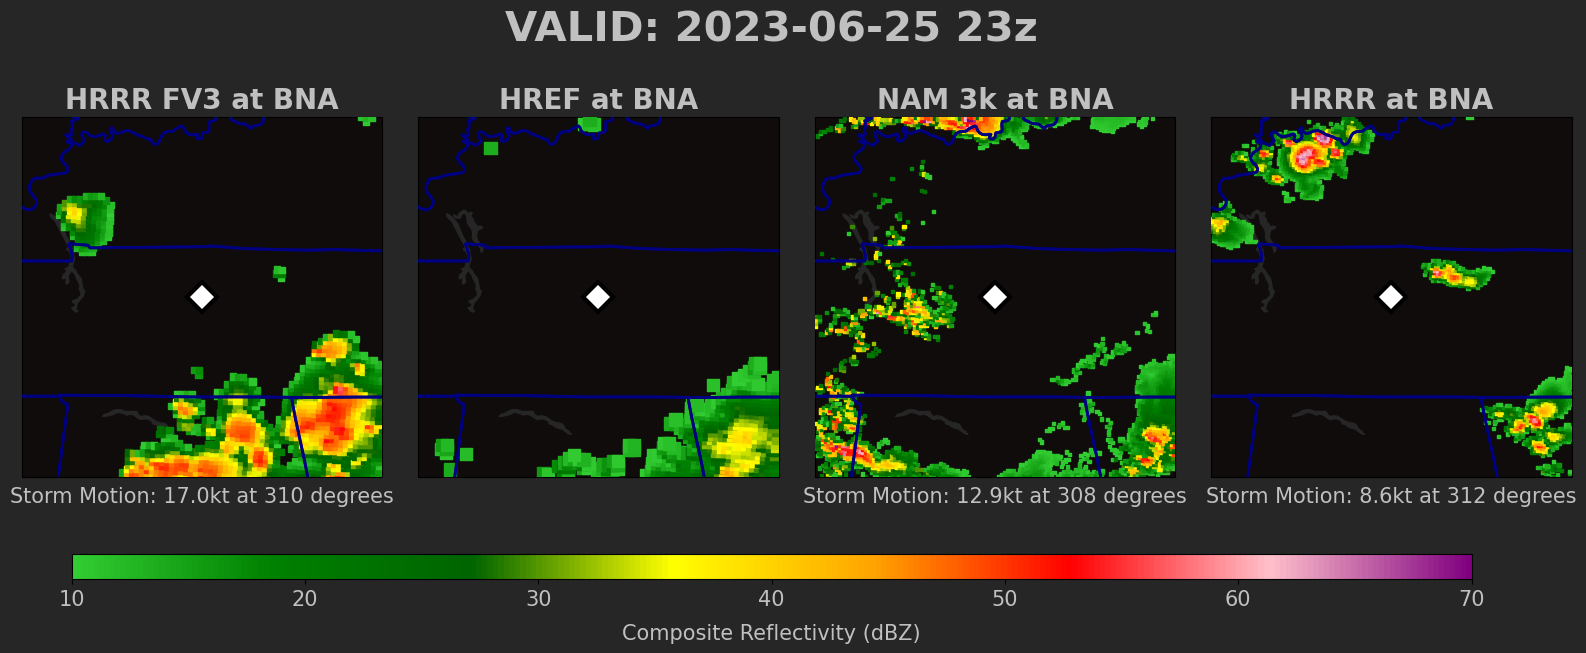 VALID: 2023-06-25 23z
HRRR FV3 at BNA
HREF at BNA
NAM 3k at BNA
HRRR at BNA
Storm Motion: 17.0kt at 310 degrees
Storm Motion: 12.9kt at 308 degrees
Storm Motion: 8.6kt at 312 degrees
10 20 30 40 50 60 70
Composite Reflectivity (dBZ)